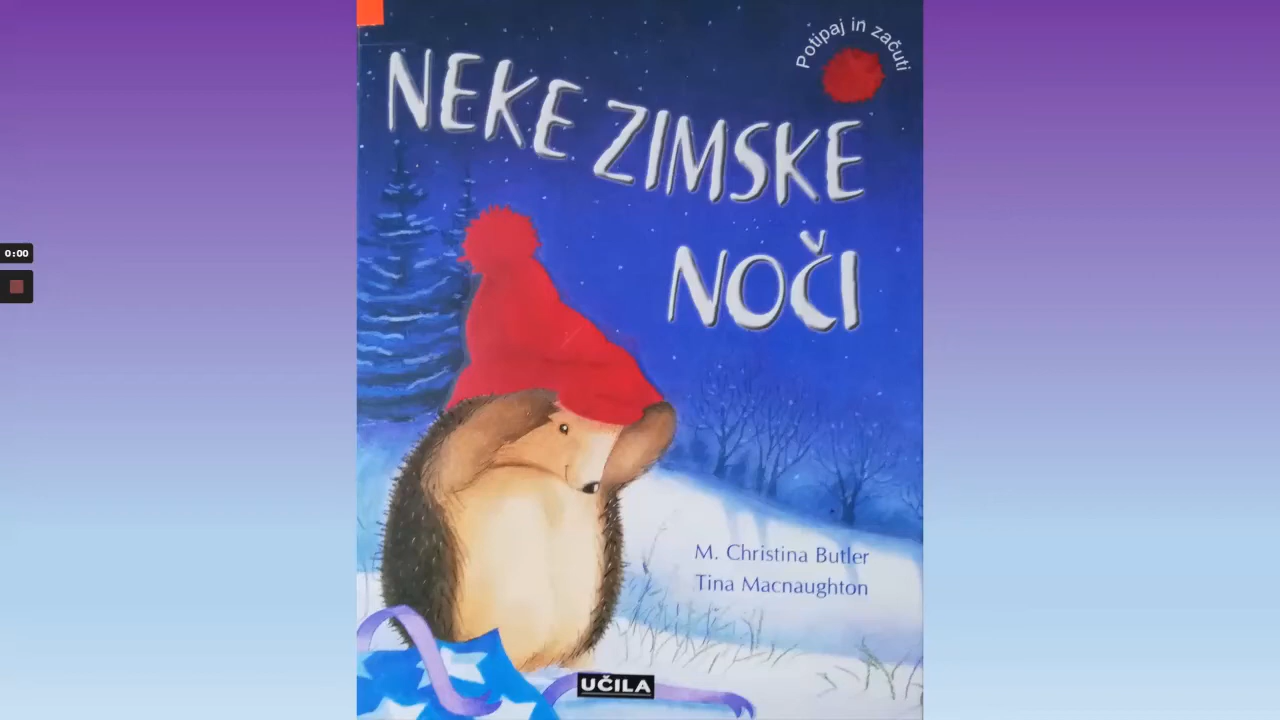 Potipaj in začuti
NEKE ZIMSKE
NOČI
0:00
M. Christina Butler
Tina Macnaughton
UČILA